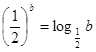 (1/2)^b = log_{1/2} b